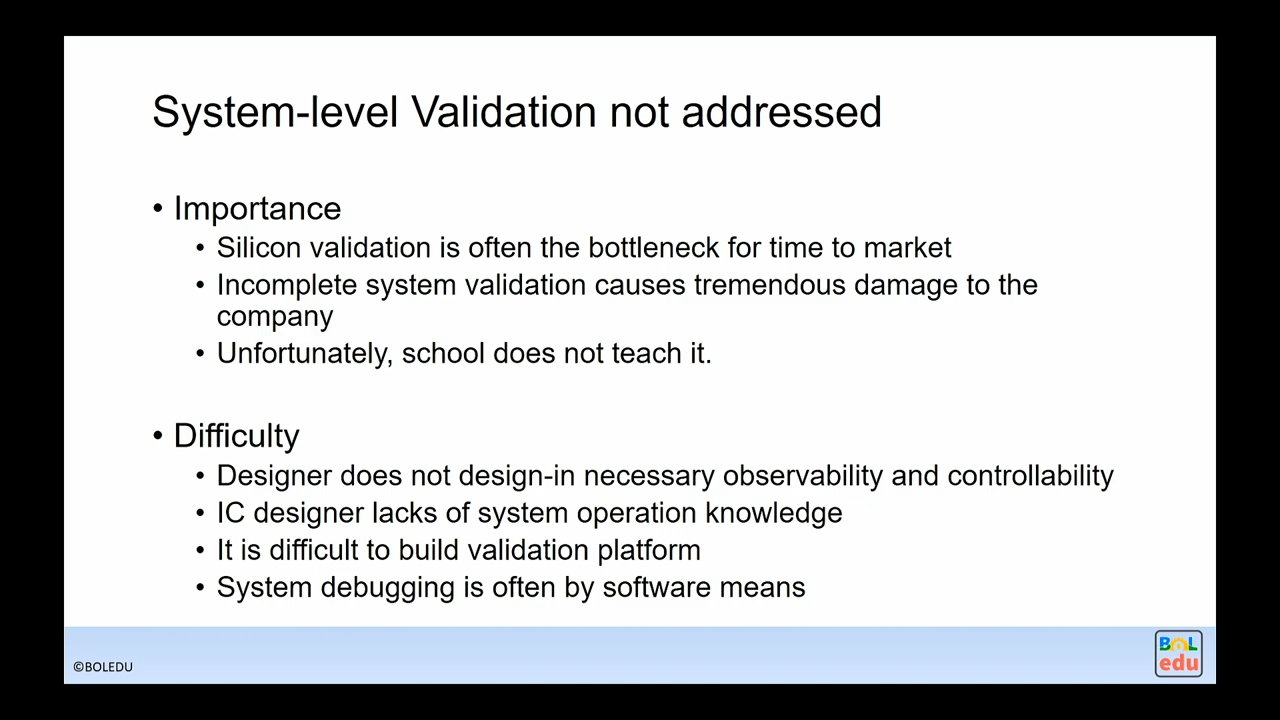 System-level Validation not addressed
• Importance
• Silicon validation is often the bottleneck for time to market
• Incomplete system validation causes tremendous damage to the
company
• Unfortunately, school does not teach it.
• Difficulty
• Designer does not design-in necessary observability and controllability
• IC designer lacks of system operation knowledge
• It is difficult to build validation platform
• System debugging is often by software means
©BOLEDU
BOL
edu